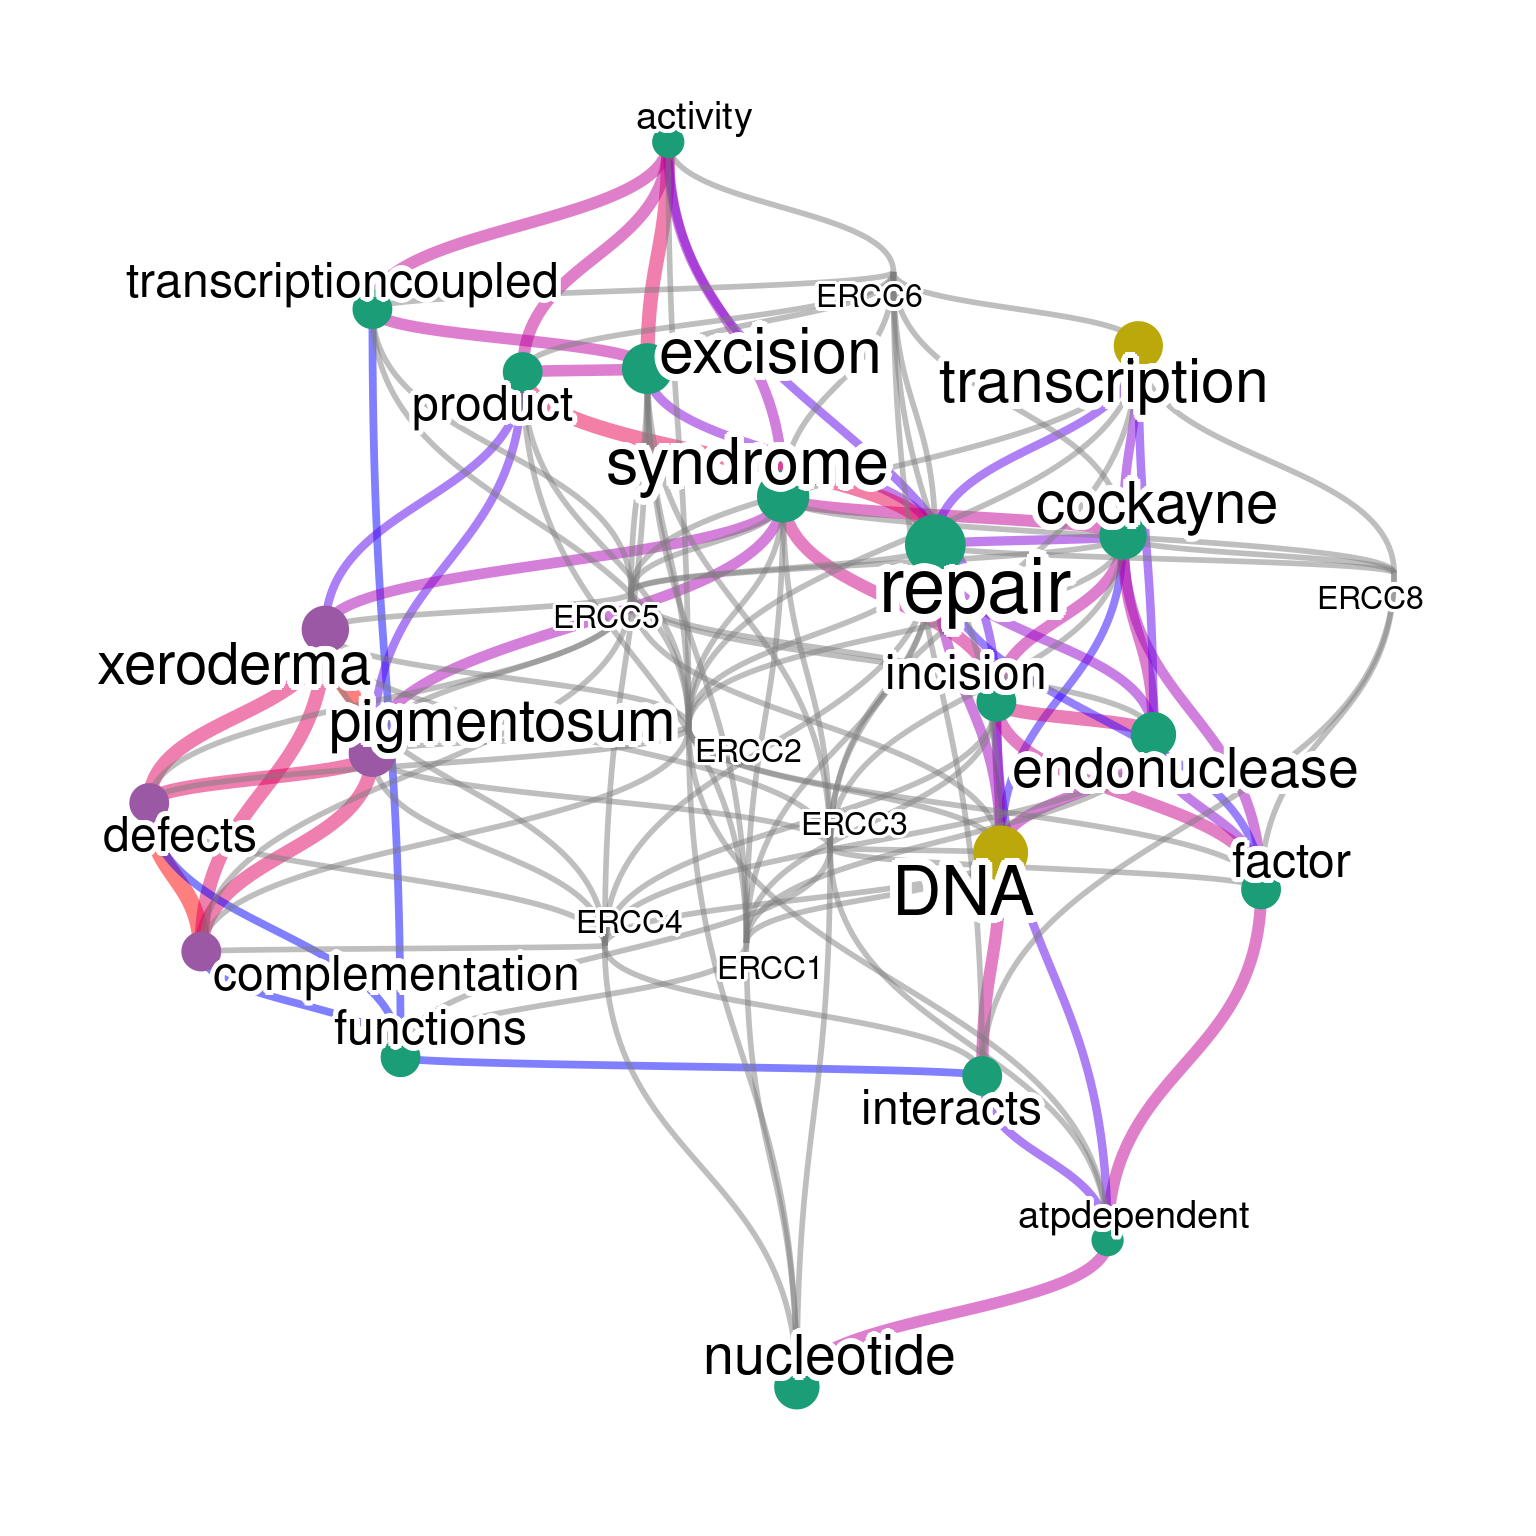 activity
transcriptioncoupled
ERCC6
excision
transcription
product
syndrome
cockayne
repair
ERCC8
ERCC5
xeroderma
incision
pigmentosum
ERCC2
endonuclease
ERCC3
defects
factor
DNA
ERCC4
complementation
ERCC1
functions
interacts
atpdependent
nucleotide